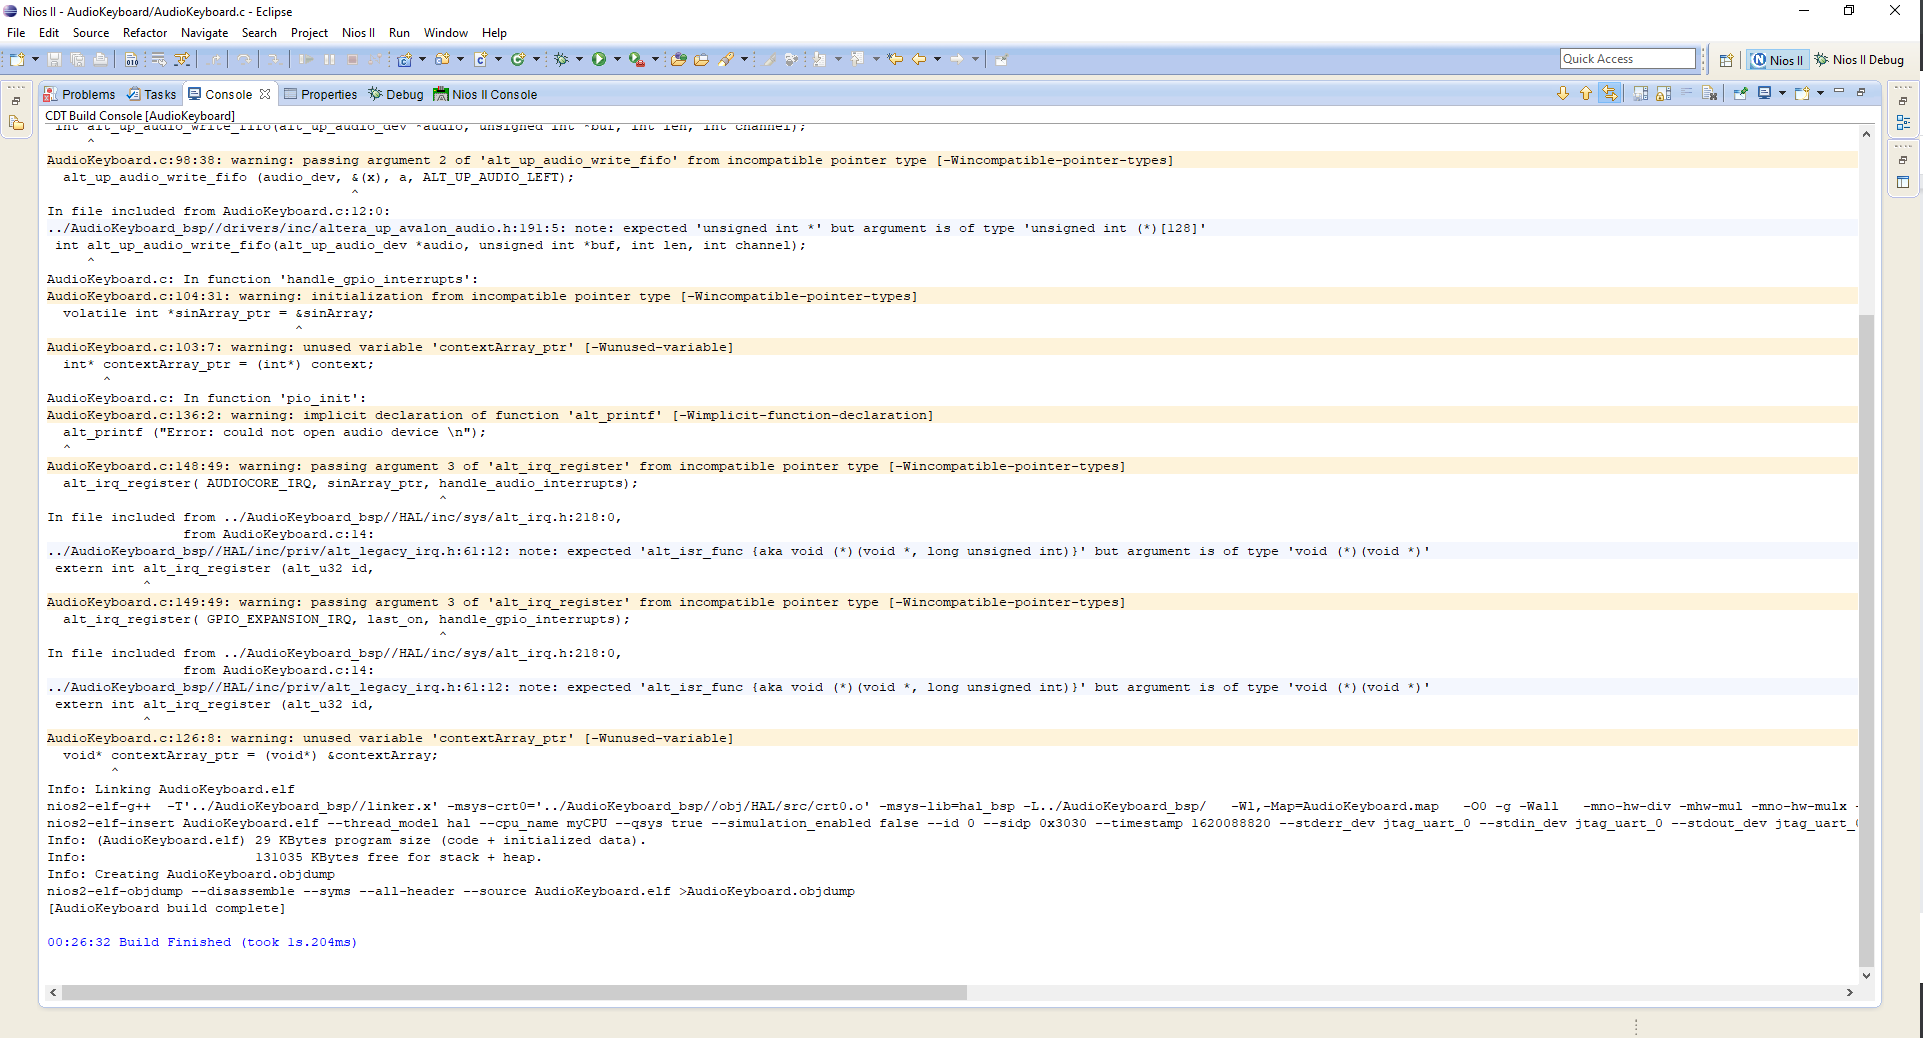 Nios II - AudioKeyboard/AudioKeyboard.c - Eclipse
File Edit Source Refactor Navigate Search Project Nios II Run Window Help
Quick Access
Nios II
Nios II Debug
Problems Tasks Console Properties Debug Nios II Console
CDT Build Console [AudioKeyboard]
int alt_up_audio_write_fifo(alt_up_audio_dev *audio, unsigned int *buf, int len, int channel);
^
AudioKeyboard.c:98:38: warning: passing argument 2 of 'alt_up_audio_write_fifo' from incompatible pointer type [-Wincompatible-pointer-types]
alt_up_audio_write_fifo (audio_dev, &(x), a, ALT_UP_AUDIO_LEFT);
^
In file included from AudioKeyboard.c:12:0:
../AudioKeyboard_bsp//drivers/inc/altera_up_avalon_audio.h:191:5: note: expected 'unsigned int *' but argument is of type 'unsigned int (*)[128]'
int alt_up_audio_write_fifo(alt_up_audio_dev *audio, unsigned int *buf, int len, int channel);
^
AudioKeyboard.c: In function 'handle_gpio_interrupts':
AudioKeyboard.c:104:31: warning: initialization from incompatible pointer type [-Wincompatible-pointer-types]
volatile int *sinArray_ptr = &sinArray;
^
AudioKeyboard.c:103:7: warning: unused variable 'contextArray_ptr' [-Wunused-variable]
int* contextArray_ptr = (int*) context;
^
AudioKeyboard.c: In function 'pio_init':
AudioKeyboard.c:136:2: warning: implicit declaration of function 'alt_printf' [-Wimplicit-function-declaration]
alt_printf ("Error: could not open audio device \n");
^
AudioKeyboard.c:148:49: warning: passing argument 3 of 'alt_irq_register' from incompatible pointer type [-Wincompatible-pointer-types]
alt_irq_register( AUDIOCORE_IRQ, sinArray_ptr, handle_audio_interrupts);
^
In file included from ../AudioKeyboard_bsp//HAL/inc/sys/alt_irq.h:218:0,
from AudioKeyboard.c:14:
../AudioKeyboard_bsp//HAL/inc/priv/alt_legacy_irq.h:61:12: note: expected 'alt_isr_func {aka void (*)(void *, long unsigned int)}' but argument is of type 'void (*)(void *)'
extern int alt_irq_register (alt_u32 id,
^
AudioKeyboard.c:149:49: warning: passing argument 3 of 'alt_irq_register' from incompatible pointer type [-Wincompatible-pointer-types]
alt_irq_register( GPIO_EXPANSION_IRQ, last_on, handle_gpio_interrupts);
^
In file included from ../AudioKeyboard_bsp//HAL/inc/sys/alt_irq.h:218:0,
from AudioKeyboard.c:14:
../AudioKeyboard_bsp//HAL/inc/priv/alt_legacy_irq.h:61:12: note: expected 'alt_isr_func {aka void (*)(void *, long unsigned int)}' but argument is of type 'void (*)(void *)'
extern int alt_irq_register (alt_u32 id,
^
AudioKeyboard.c:126:8: warning: unused variable 'contextArray_ptr' [-Wunused-variable]
void* contextArray_ptr = (void*) &contextArray;
^
Info: Linking AudioKeyboard.elf
nios2-elf-g++ -T'../AudioKeyboard_bsp//linker.x' -msys-crt0='../AudioKeyboard_bsp//obj/HAL/src/crt0.o' -msys-lib=hal_bsp -L../AudioKeyboard_bsp/ -Wl,-Map=AudioKeyboard.map -O0 -g -Wall -mno-hw-div -mhw-mul -mno-hw-mulx -
nios2-elf-insert AudioKeyboard.elf --thread_model hal --cpu_name myCPU --qsys true --simulation_enabled false --id 0 --sidp 0x3030 --timestamp 1620088820 --stderr_dev jtag_uart_0 --stdin_dev jtag_uart_0 --stdout_dev jtag_uart_0
Info: (AudioKeyboard.elf) 29 KBytes program size (code + initialized data).
Info: 131035 KBytes free for stack + heap.
Info: Creating AudioKeyboard.objdump
nios2-elf-objdump --disassemble --syms --all-header --source AudioKeyboard.elf >AudioKeyboard.objdump
[AudioKeyboard build complete]
00:26:32 Build Finished (took 1s.204ms)